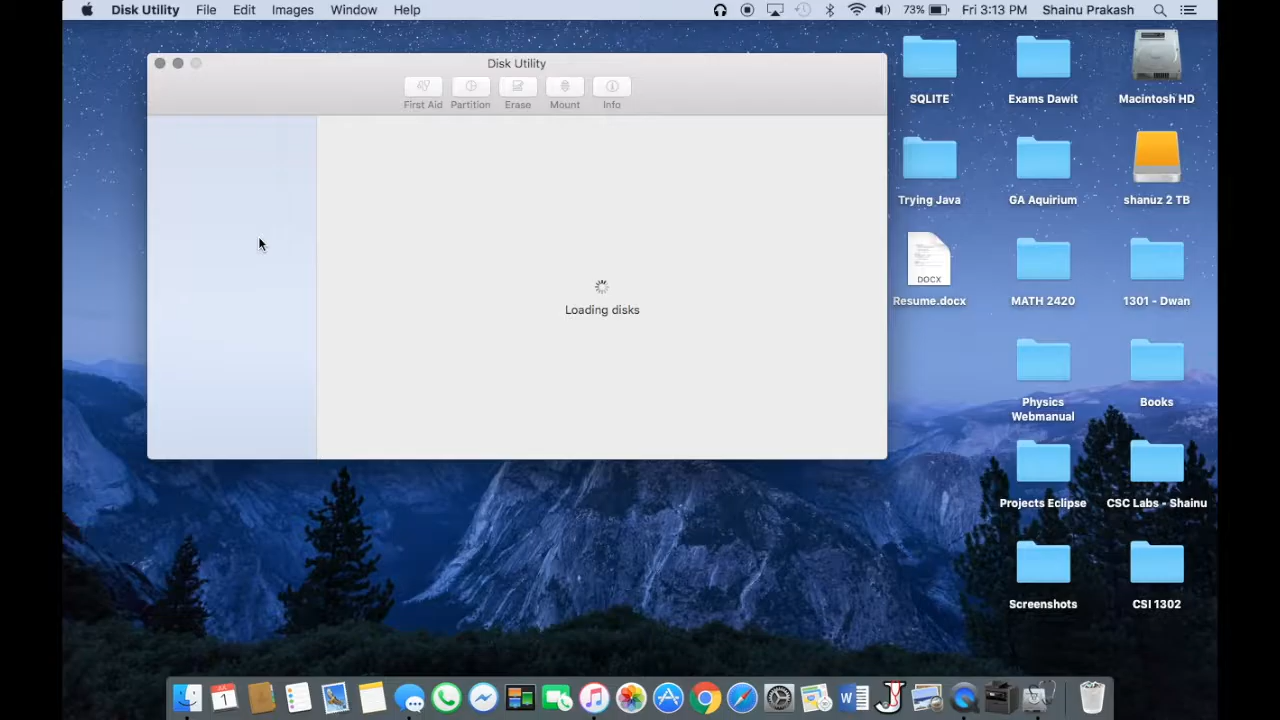 Disk Utility File Edit Images Window Help 73% Fri 3:13 PM Shainu Prakash
Disk Utility
First Aid Partition Erase Mount Info
Loading disks
SQLITE Exams Dawit Macintosh HD
Trying Java GA Aquirium shanuz 2 TB
DOCX
Resume.docx MATH 2420 1301 - Dwan
Physics Books
Webmanual
Projects Eclipse CSC Labs - Shainu
Screenshots CSI 1302
1